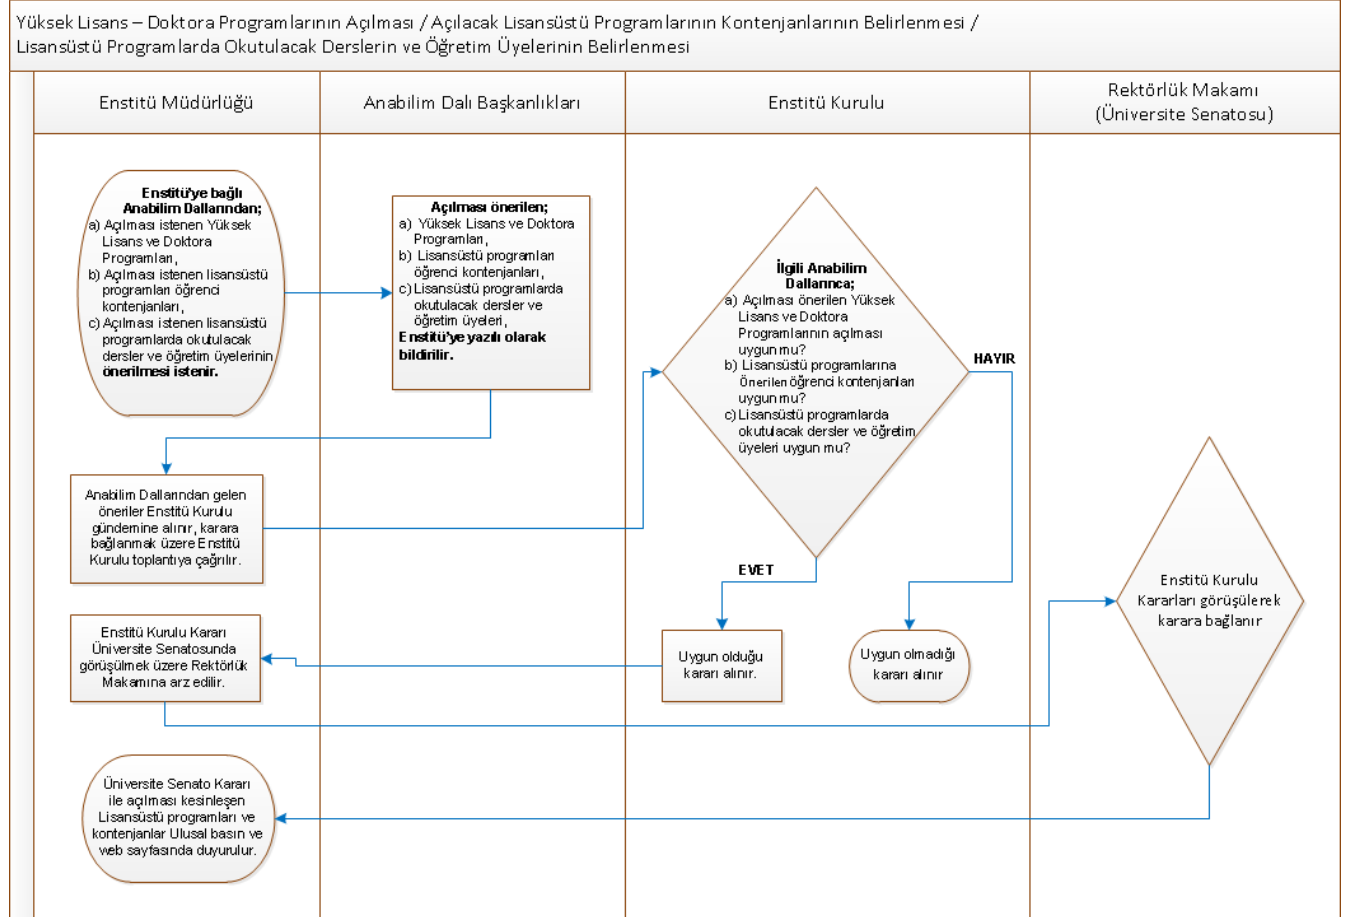 Yüksek Lisans – Doktora Programlarının Açılması / Açılacak Lisansüstü Programlarının Kontenjanlarının Belirlenmesi /
Lisansüstü Programlarda Okutulacak Derslerin ve Öğretim Üyelerinin Belirlenmesi
Enstitü Müdürlüğü
Anabilim Dalı Başkanlıkları
Enstitü Kurulu
Rektörlük Makamı
(Üniversite Senatosu)
Enstitü'ye bağlı
Anabilim Dallarından;
a) Açılması istenen Yüksek
Lisans ve Doktora
Programları,
b) Açılması istenen lisansüstü
programları öğrenci
kontenjanları,
c) Açılması istenen lisansüstü
programlarda okutulacak
dersler ve öğretim üyelerinin
önerilmesi istenir.
Açılması önerilen;
a) Yüksek Lisans ve Doktora
Programları,
b) Lisansüstü programları
öğrenci kontenjanları,
c) Lisansüstü programlarda
okutulacak dersler ve
öğretim üyeleri,
Enstitü'ye yazılı olarak
bildirilir.
İlgili Anabilim
Dallarınca;
a) Açılması önerilen Yüksek
Lisans ve Doktora
Programlarının açılması
uygun mu?
b) Lisansüstü programlarına
Önerilen öğrenci kontenjanları
uygun mu?
c) Lisansüstü programlarda
okutulacak dersler ve öğretim
üyeleri uygun mu?
HAYIR
EVET
Anabilim Dallarından gelen
öneriler Enstitü Kurulu
gündemine alınır, karara
bağlanmak üzere Enstitü
Kurulu toplantıya çağrılır.
Uygun olduğu
kararı alınır.
Uygun olmadığı
kararı alınır
Enstitü Kurulu Kararı
Üniversite Senatosunda
görüşülmek üzere Rektörlük
Makamına arz edilir.
Enstitü Kurulu
Kararları görüşülerek
karara bağlanır
Üniversite Senato Kararı
ile açılması kesinleşen
Lisansüstü programları ve
kontenjanlar Ulusal basın ve
web sayfasında duyurulur.